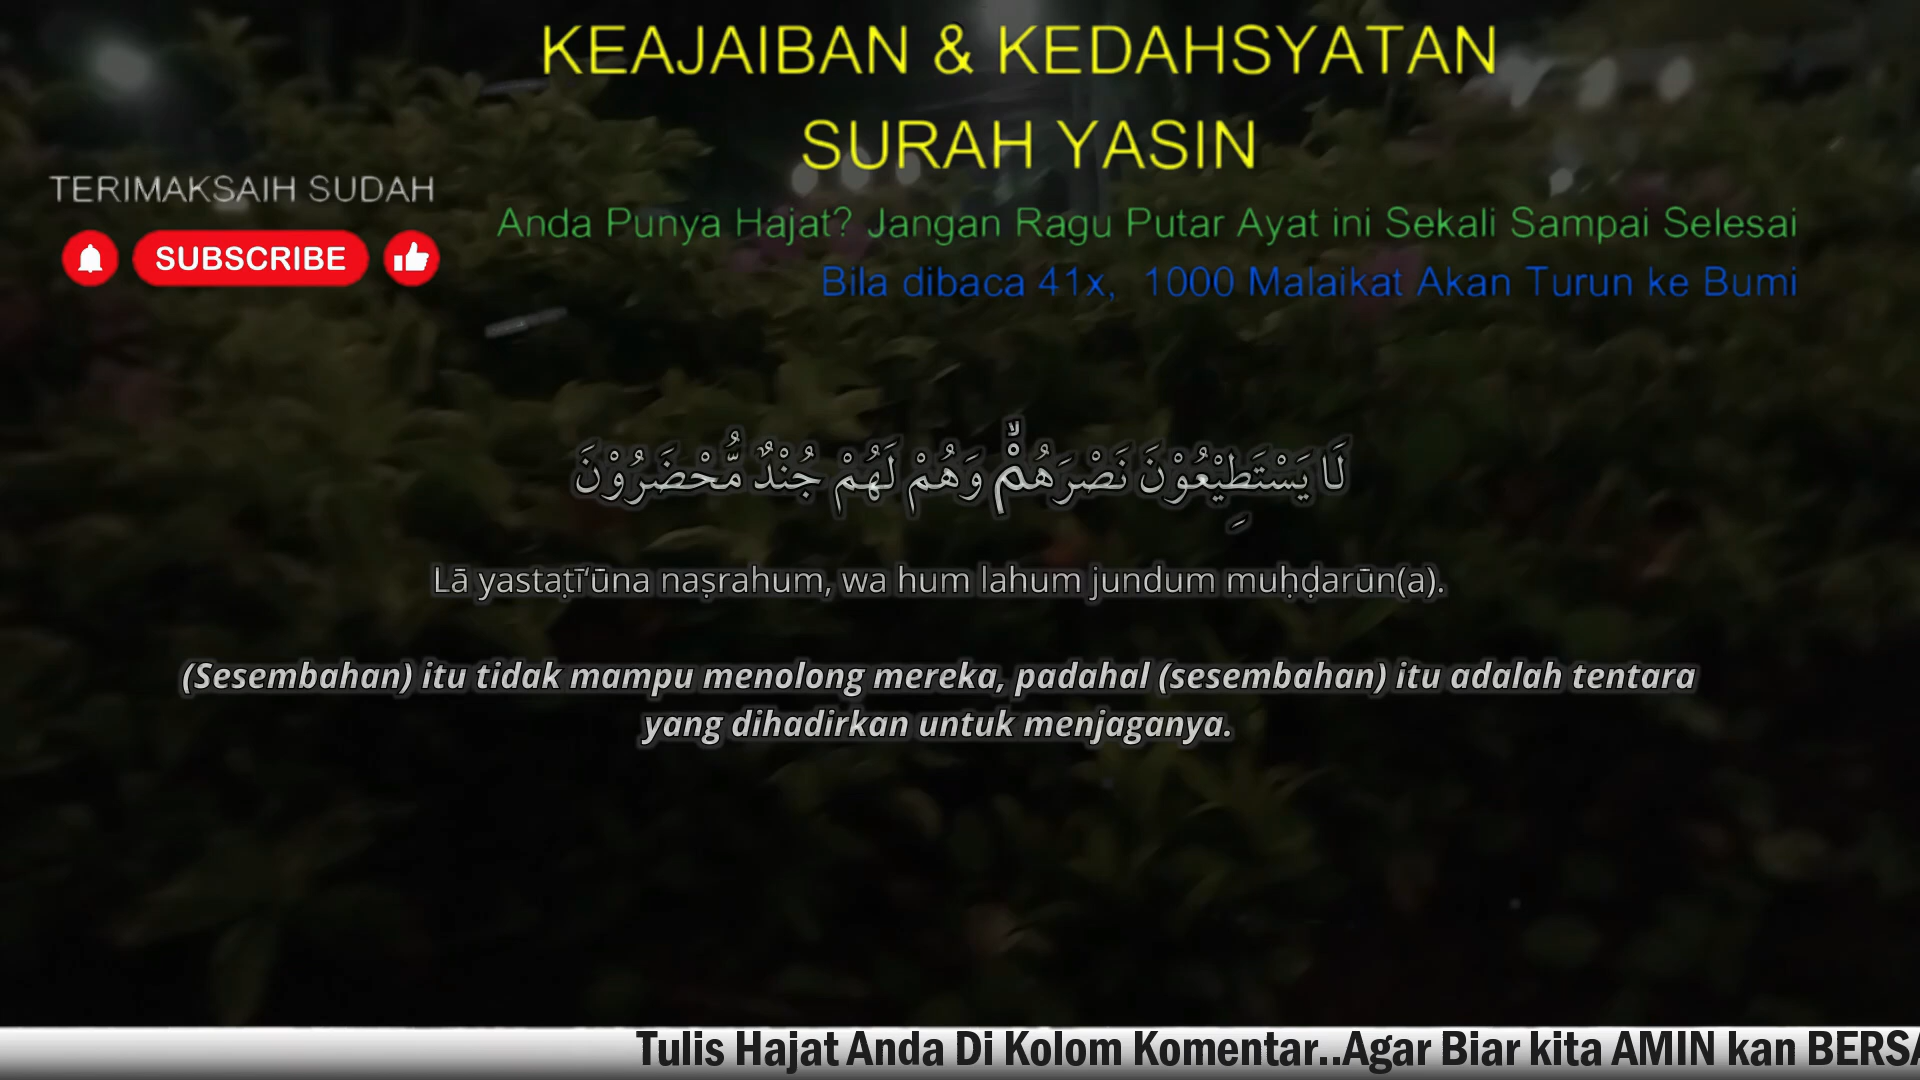 KEAJAIBAN & KEDAHSYATAN
SURAH YASIN
TERIMAKSAIH SUDAH
SUBSCRIBE
Anda Punya Hajat? Jangan Ragu Putar Ayat ini Sekali Sampai Selesai
Bila dibaca 41x, 1000 Malaikat Akan Turun ke Bumi
لَا يَسْتَطِيْعُوْنَ نَصْرَهُمْۙ وَهُمْ لَهُمْ جُنْدٌ مُّحْضَرُوْنَ
Lā yastaṭī‘ūna naṣrahum, wa hum lahum jundum muḥḍarūn(a).
(Sesembahan) itu tidak mampu menolong mereka, padahal (sesembahan) itu adalah tentara
yang dihadirkan untuk menjaganya.
Tulis Hajat Anda Di Kolom Komentar..Agar Biar kita AMIN kan BERSA